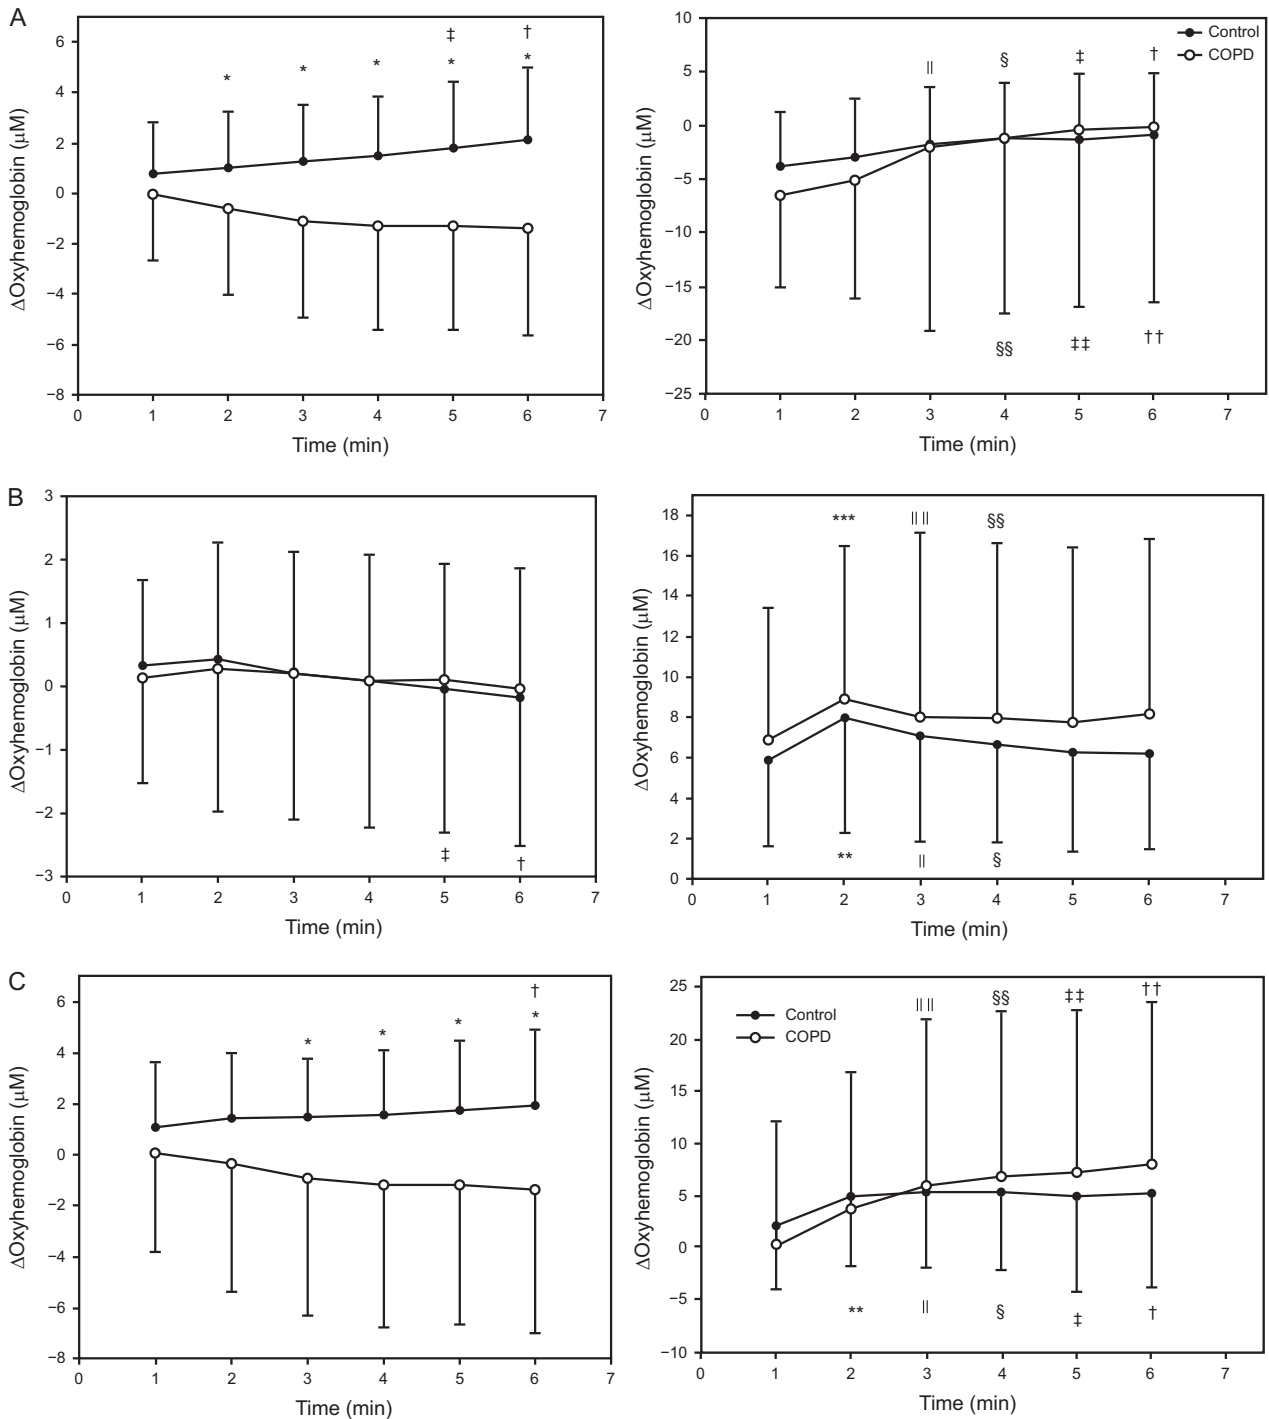 A
ΔOxyhemoglobin (μM)
6
4
2
0
−2
−4
−6
−8
* * * * *
‡ †
0 1 2 3 4 5 6 7
Time (min)
ΔOxyhemoglobin (μM)
10
5
0
−5
−10
−15
−20
−25
Control
COPD
|| § ‡ †
§§ ‡‡ ††
0 1 2 3 4 5 6 7
Time (min)
B
ΔOxyhemoglobin (μM)
3
2
1
0
−1
−2
−3
‡ †
0 1 2 3 4 5 6 7
Time (min)
ΔOxyhemoglobin (μM)
18
16
14
12
10
8
6
4
2
0
*** |||| §§
** || §
0 1 2 3 4 5 6 7
Time (min)
C
ΔOxyhemoglobin (μM)
6
4
2
0
−2
−4
−6
−8
†
* * * *
0 1 2 3 4 5 6 7
Time (min)
ΔOxyhemoglobin (μM)
25
20
15
10
5
0
−5
−10
Control
COPD
|||| §§ ‡‡ ††
** || § ‡ †
0 1 2 3 4 5 6 7
Time (min)